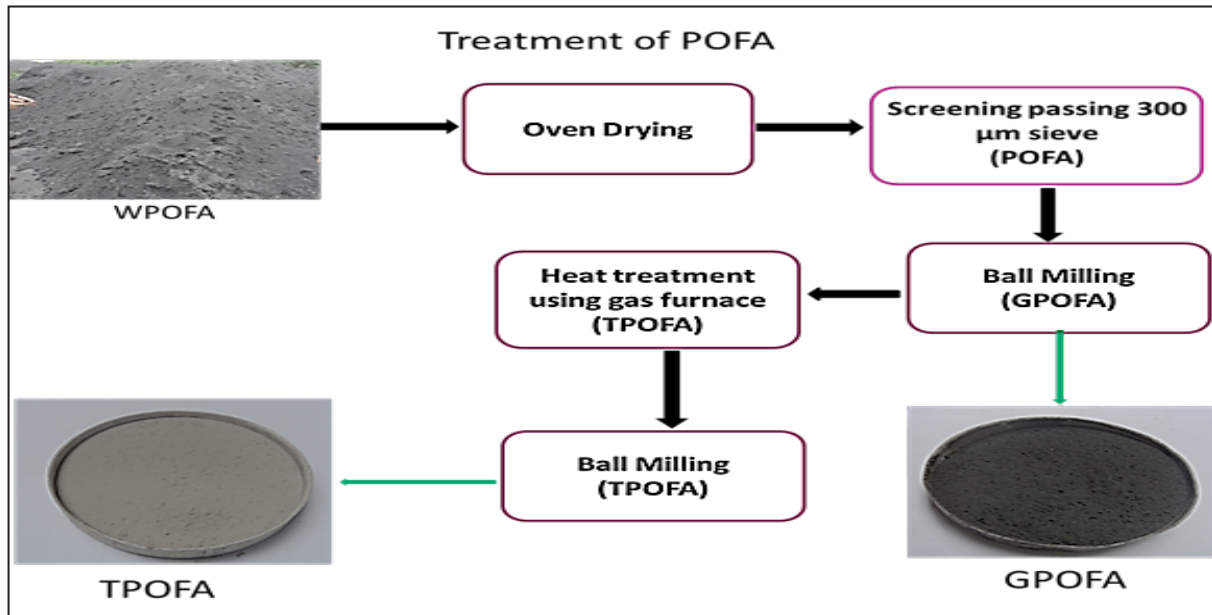 Treatment of POFA
WPOFA
Oven Drying
Screening passing 300
μm sieve
(POFA)
Ball Milling
(GPOFA)
Heat treatment
using gas furnace
(TPOFA)
Ball Milling
(TPOFA)
TPOFA
GPOFA